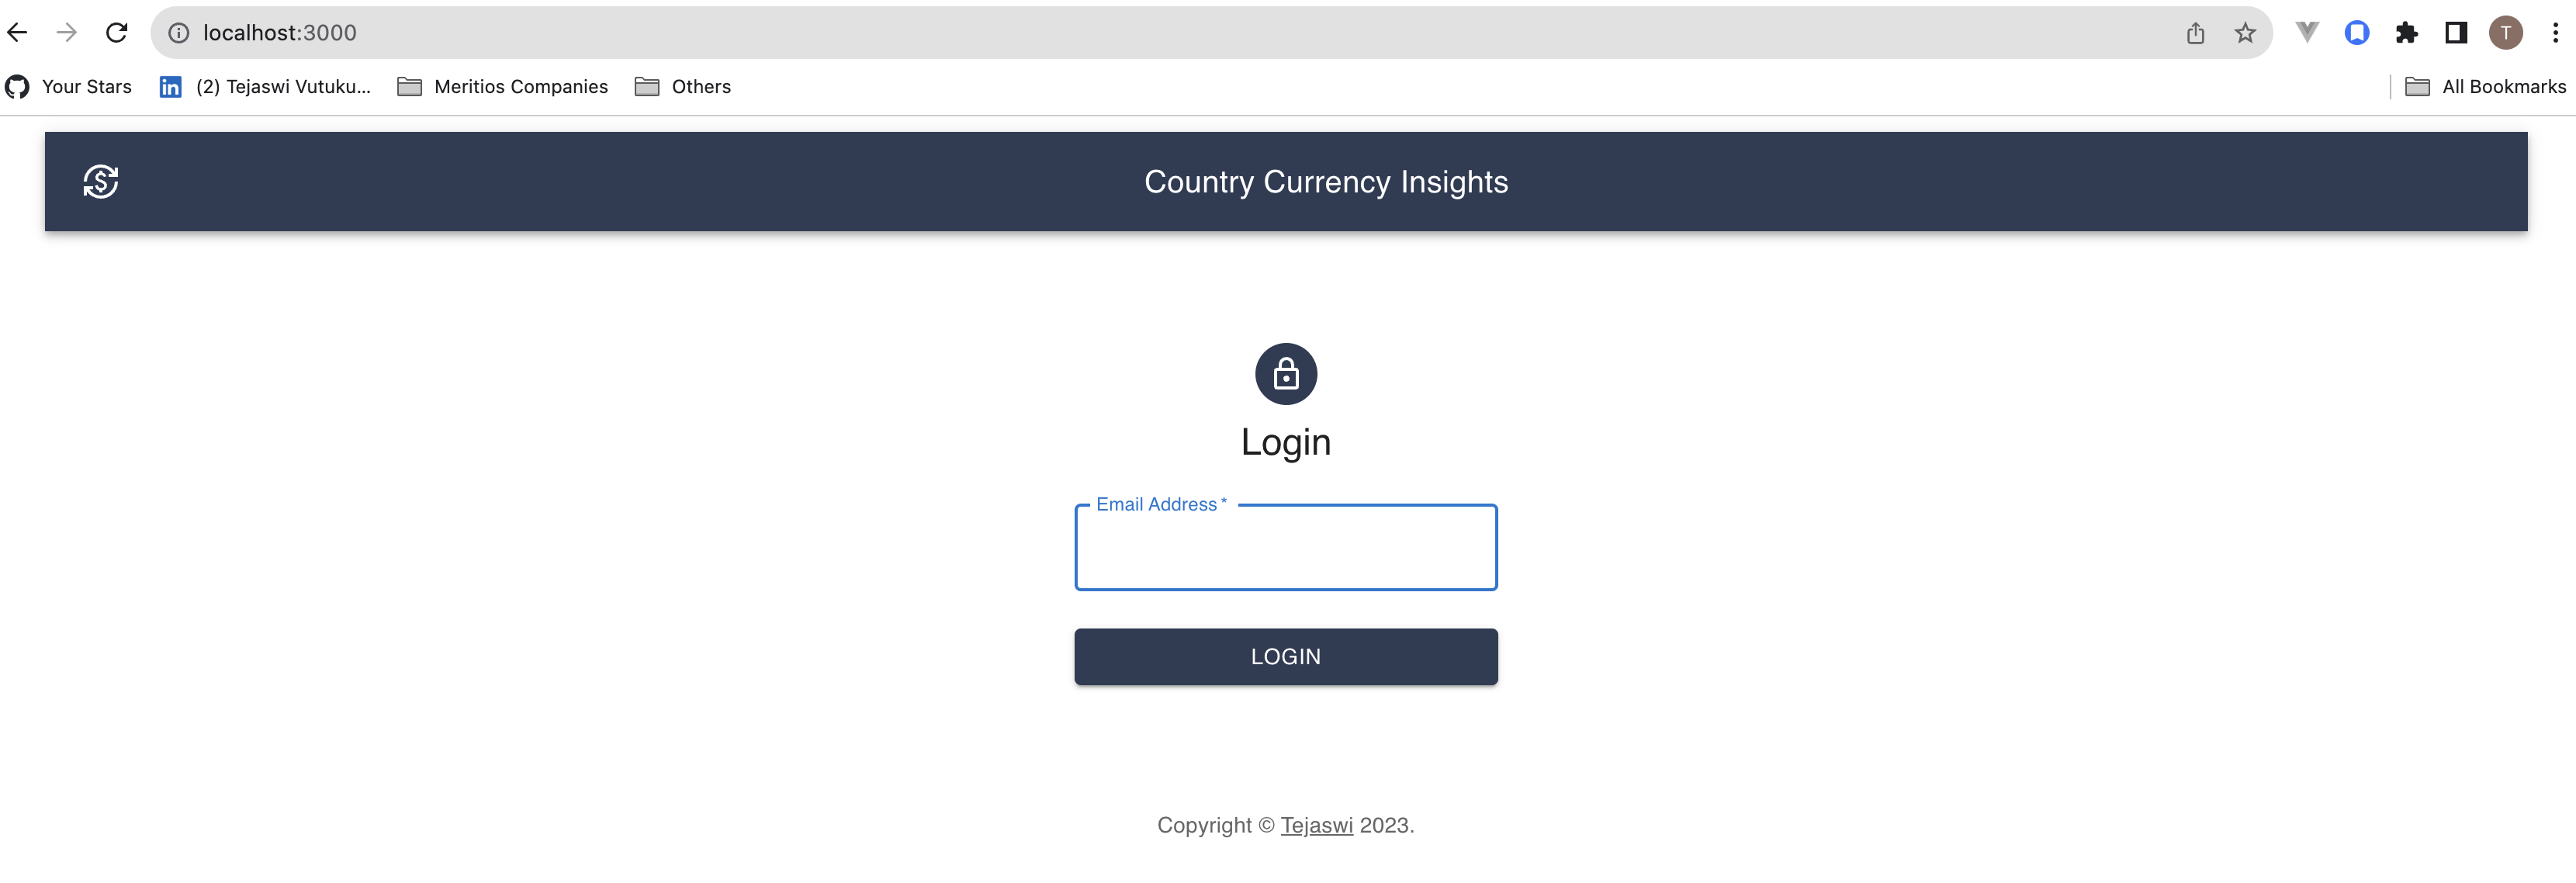 localhost:3000
Your Stars (2) Tejaswi Vutuku... Meritios Companies Others All Bookmarks
Country Currency Insights
Login
Email Address *
LOGIN
Copyright © Tejaswi 2023.